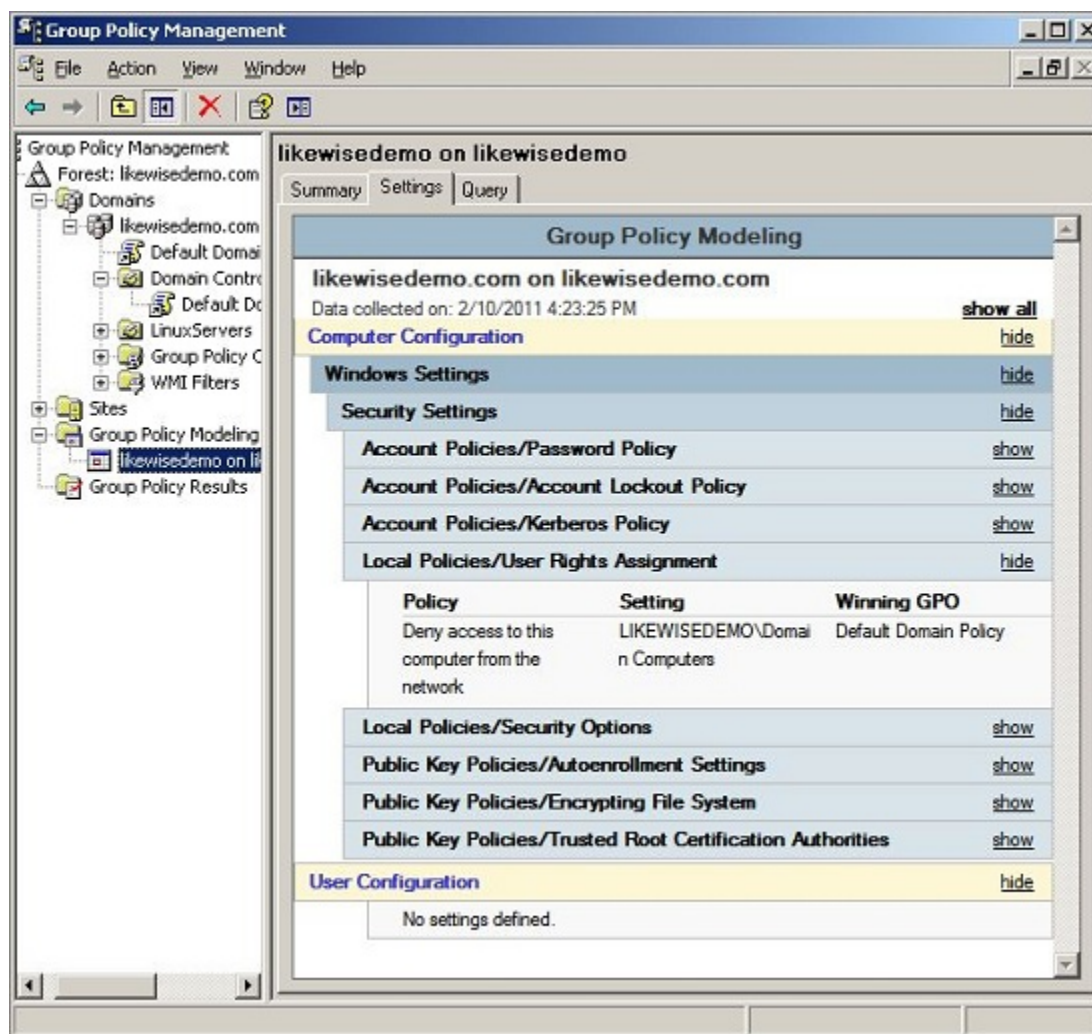 Group Policy Management
File Action View Window Help
Group Policy Management
Forest: likewisedemo.com
Domains
likewisedemo.com
Default Domai
Domain Contro
Default Do
LinuxServers
Group Policy O
WMI Filters
Sites
Group Policy Modeling
likewisedemo on li
Group Policy Results
likewisedemo on likewisedemo
Summary Settings Query
Group Policy Modeling
likewisedemo.com on likewisedemo.com
Data collected on: 2/10/2011 4:23:25 PM show all
Computer Configuration hide
Windows Settings hide
Security Settings hide
Account Policies/Password Policy show
Account Policies/Account Lockout Policy show
Account Policies/Kerberos Policy show
Local Policies/User Rights Assignment hide
Policy Setting Winning GPO
Deny access to this LIKEWISEDEMO\Domai Default Domain Policy
computer from the n Computers
network
Local Policies/Security Options show
Public Key Policies/Autoenrollment Settings show
Public Key Policies/Encrypting File System show
Public Key Policies/Trusted Root Certification Authorities show
User Configuration hide
No settings defined.